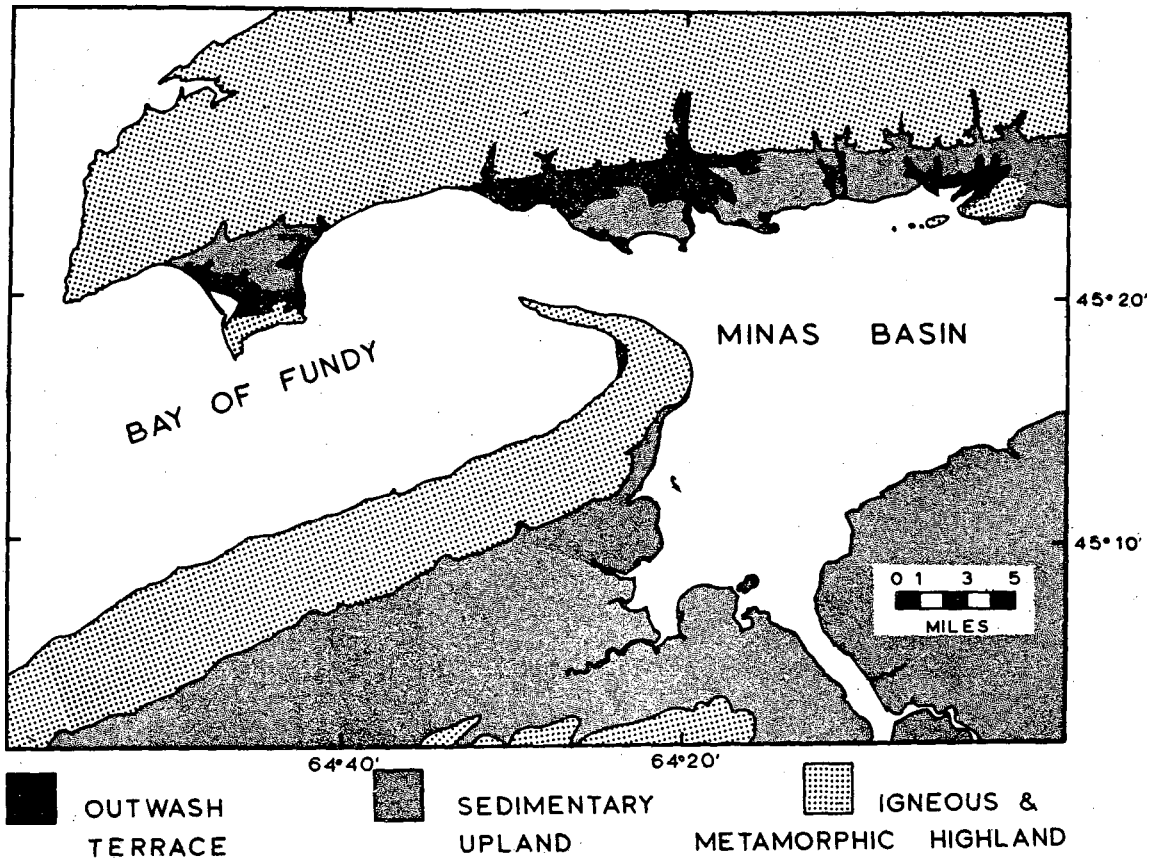 MINAS BASIN
BAY OF FUNDY
45° 20'
45° 10'
0 1 3 5
MILES
64° 40'
64° 20'
OUTWASH
TERRACE
SEDIMENTARY
UPLAND
IGNEOUS &
METAMORPHIC HIGHLAND